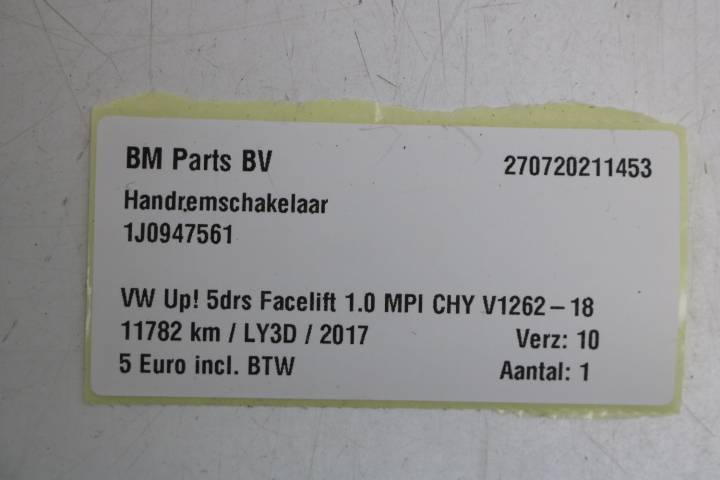 BM Parts BV 270720211453
Handremschakelaar
1J0947561
VW Up! 5drs Facelift 1.0 MPI CHY V1262-18
11782 km / LY3D / 2017 Verz: 10
5 Euro incl. BTW Aantal: 1